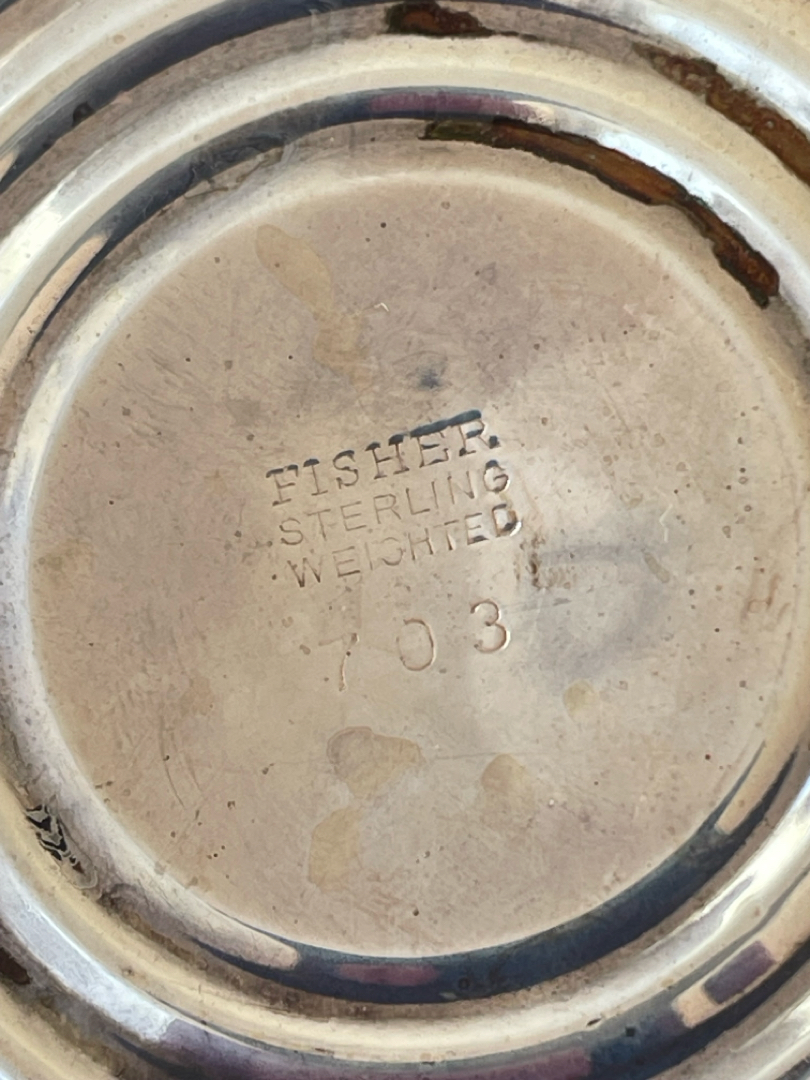 FISHER
STERLING
WEIGHTED
703